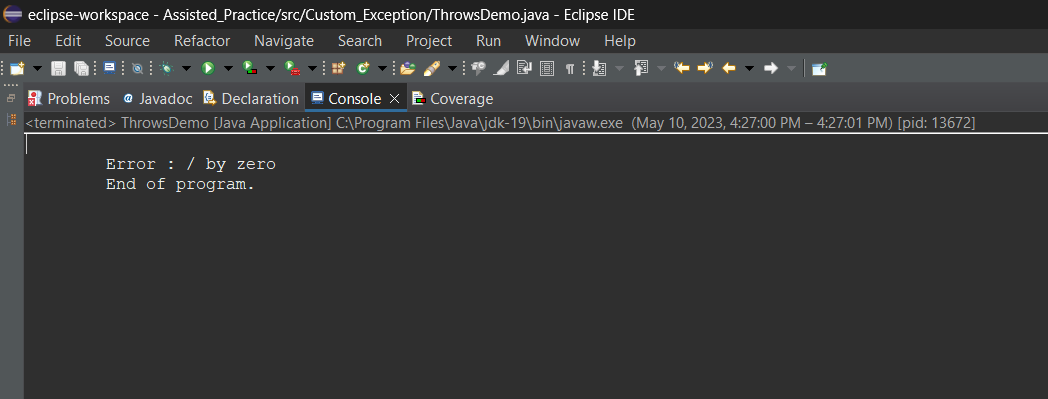 eclipse-workspace - Assisted_Practice/src/Custom_Exception/ThrowsDemo.java - Eclipse IDE
File Edit Source Refactor Navigate Search Project Run Window Help
Problems Javadoc Declaration Console Coverage
<terminated> ThrowsDemo [Java Application] C:\Program Files\Java\jdk-19\bin\javaw.exe (May 10, 2023, 4:27:00 PM – 4:27:01 PM) [pid: 13672]
Error : / by zero
End of program.